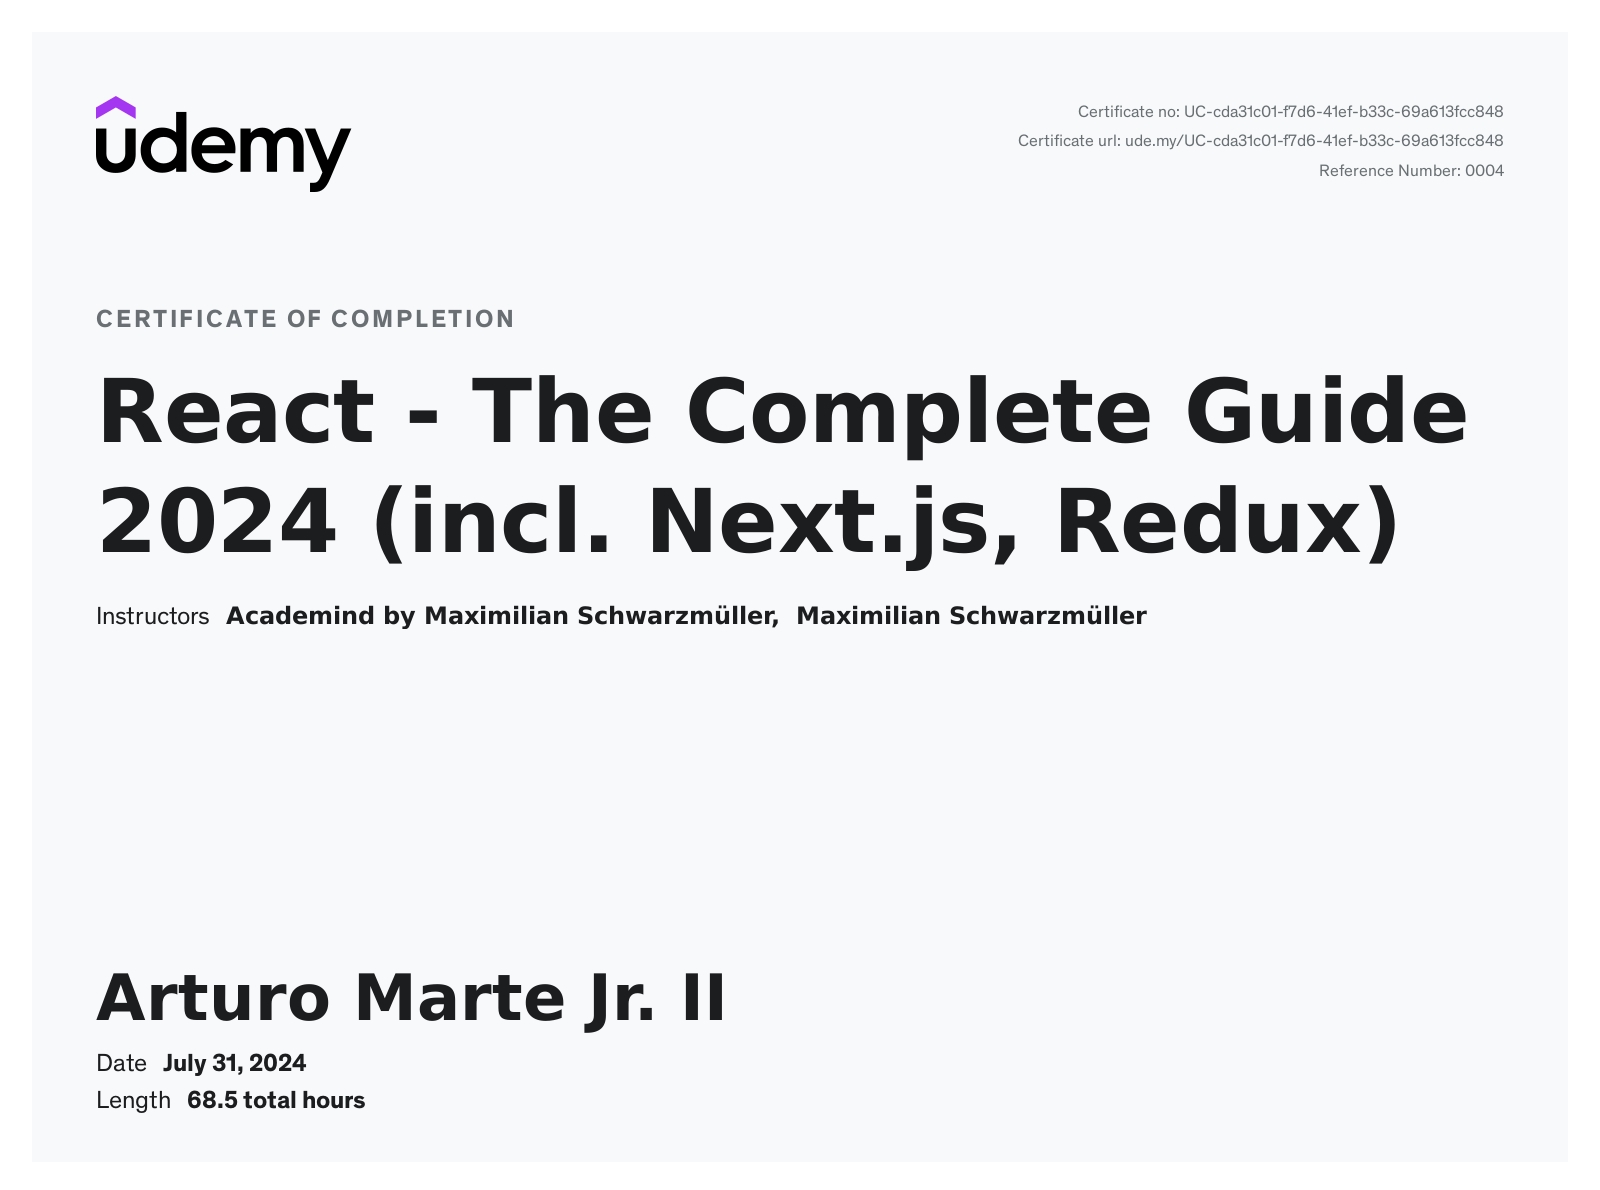 udemy
Certificate no: UC-cda31c01-f7d6-41ef-b33c-69a613fcc848
Certificate url: ude.my/UC-cda31c01-f7d6-41ef-b33c-69a613fcc848
Reference Number: 0004
CERTIFICATE OF COMPLETION
React - The Complete Guide
2024 (incl. Next.js, Redux)
Instructors Academind by Maximilian Schwarzmüller, Maximilian Schwarzmüller
Arturo Marte Jr. II
Date July 31, 2024
Length 68.5 total hours